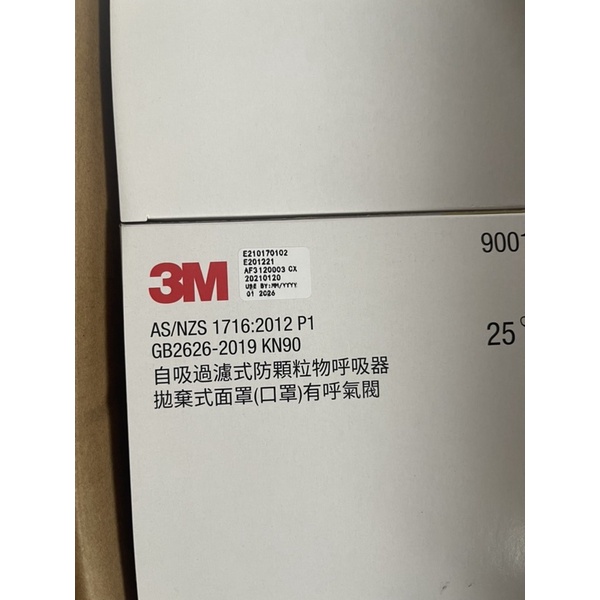 3M
E210170102
E201221
AF3120003 CX
20210120
USE BY:MM/YYYY
01 2026
9001
AS/NZS 1716:2012 P1
GB2626-2019 KN90
25
自吸過濾式防顆粒物呼吸器
拋棄式面罩(口罩)有呼氣閥